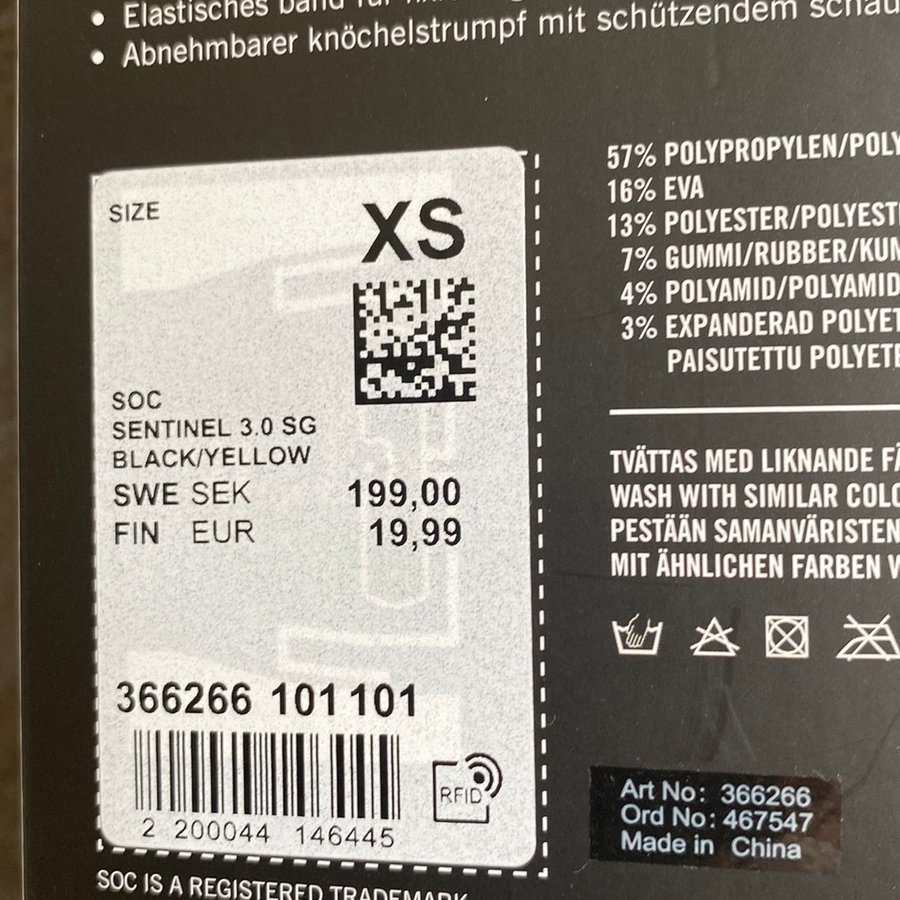 Elastisches band für
Abnehmbarer knöchelstrumpf mit schützendem
SIZE
XS
SOC
SENTINEL 3.0 SG
BLACK/YELLOW
SWE SEK 199,00
FIN EUR 19,99
366266 101 101
2 200044 146445
RFID
57% POLYPROPYLEN/POLY
16% EVA
13% POLYESTER/POLYEST
7% GUMMI/RUBBER/KUM
4% POLYAMID/POLYAMID
3% EXPANDERAD POLYET
PAISUTETTU POLYETE
TVÄTTAS MED LIKNANDE FÄ
WASH WITH SIMILAR COLO
PESTÄÄN SAMANVÄRISTEN
MIT ÄHNLICHEN FARBEN W
Art No: 366266
Ord No: 467547
Made in China
SOC IS A REGISTERED TRADEMARK